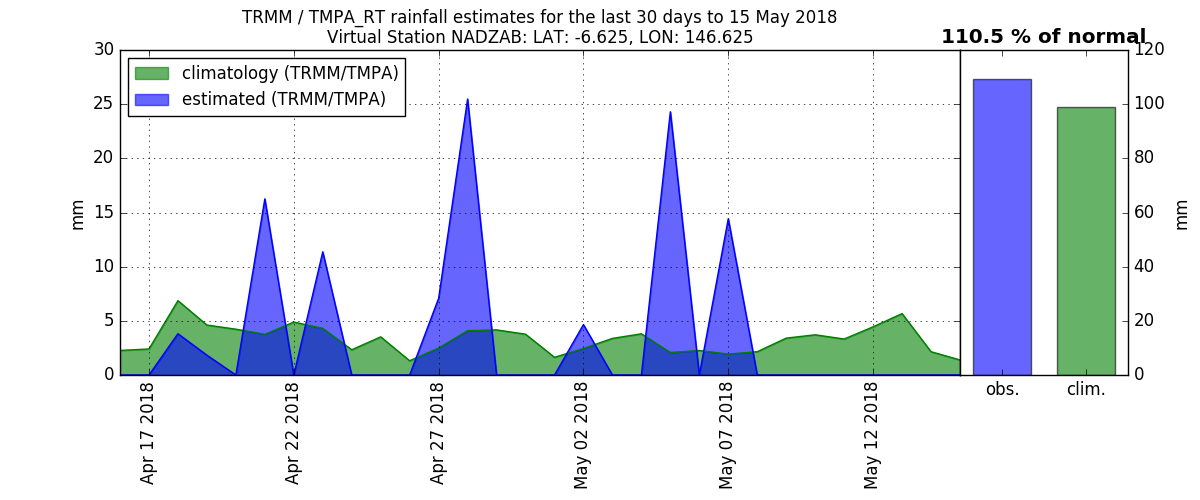 TRMM / TMPA_RT rainfall estimates for the last 30 days to 15 May 2018
Virtual Station NADZAB: LAT: -6.625, LON: 146.625
110.5 % of normal
climatology (TRMM/TMPA)
estimated (TRMM/TMPA)
mm
30
25
20
15
10
5
0
Apr 17 2018
Apr 22 2018
Apr 27 2018
May 02 2018
May 07 2018
May 12 2018
120
100
80
60
40
20
0
mm
obs.
clim.